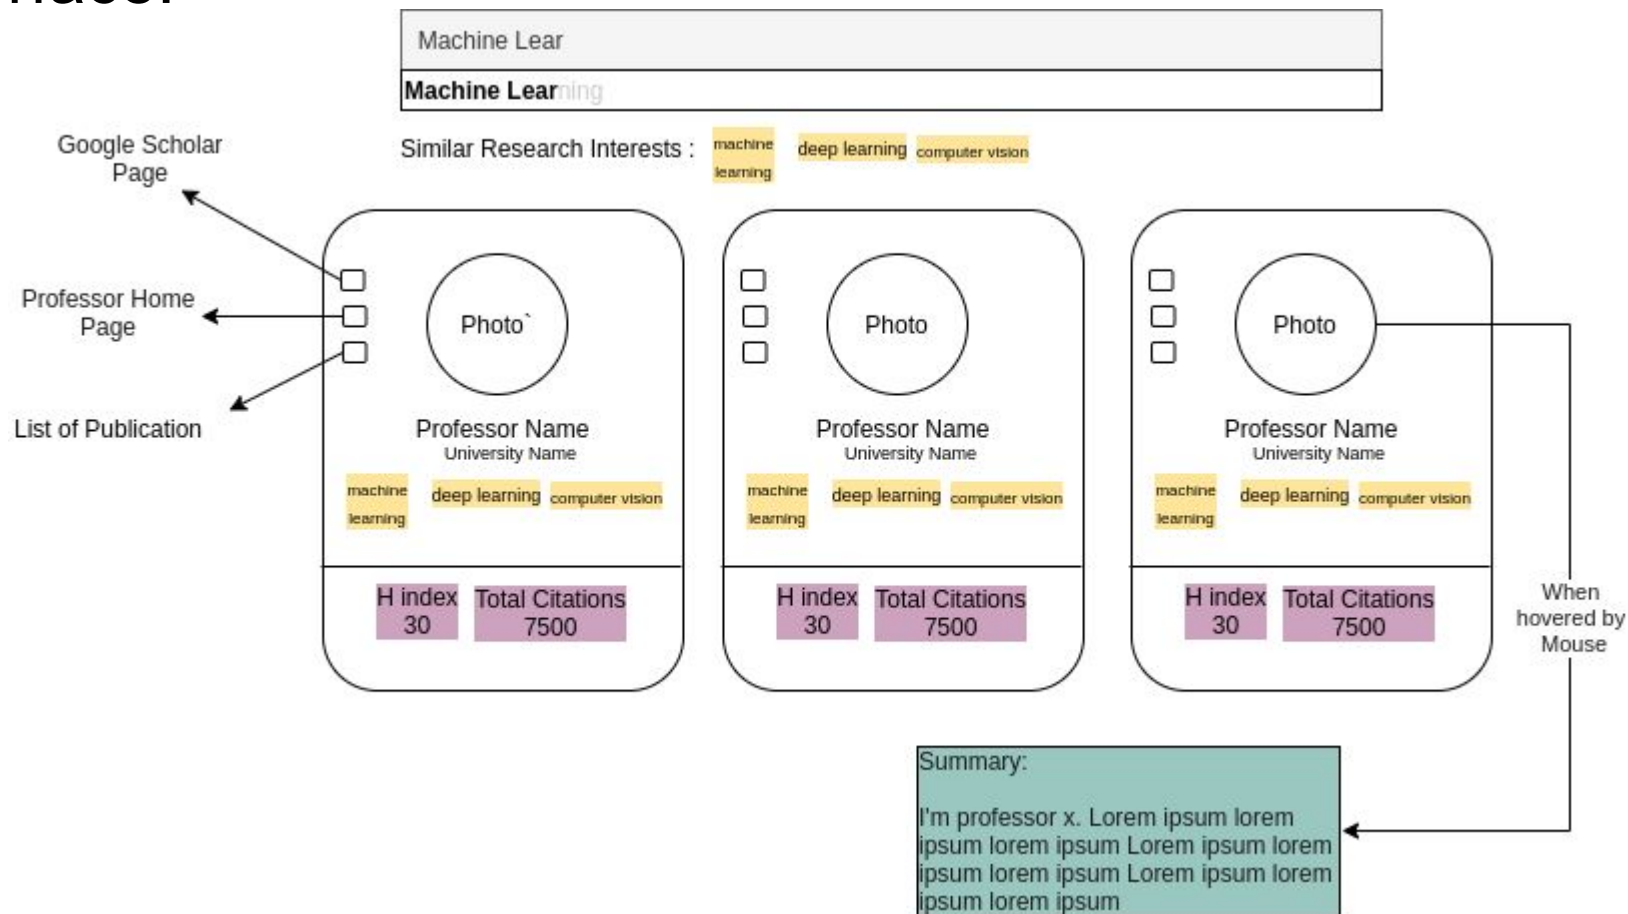 Machine Lear
Machine Learning
Similar Research Interests :
machine
learning
deep learning
computer vision
Google Scholar
Page
Professor Home
Page
List of Publication
Photo`
Professor Name
University Name
machine
learning
deep learning
computer vision
H index
30
Total Citations
7500
Photo
Professor Name
University Name
machine
learning
deep learning
computer vision
H index
30
Total Citations
7500
Photo
Professor Name
University Name
machine
learning
deep learning
computer vision
H index
30
Total Citations
7500
When
hovered by
Mouse
Summary:
I'm professor x. Lorem ipsum lorem
ipsum lorem ipsum Lorem ipsum lorem
ipsum lorem ipsum Lorem ipsum lorem
ipsum lorem ipsum